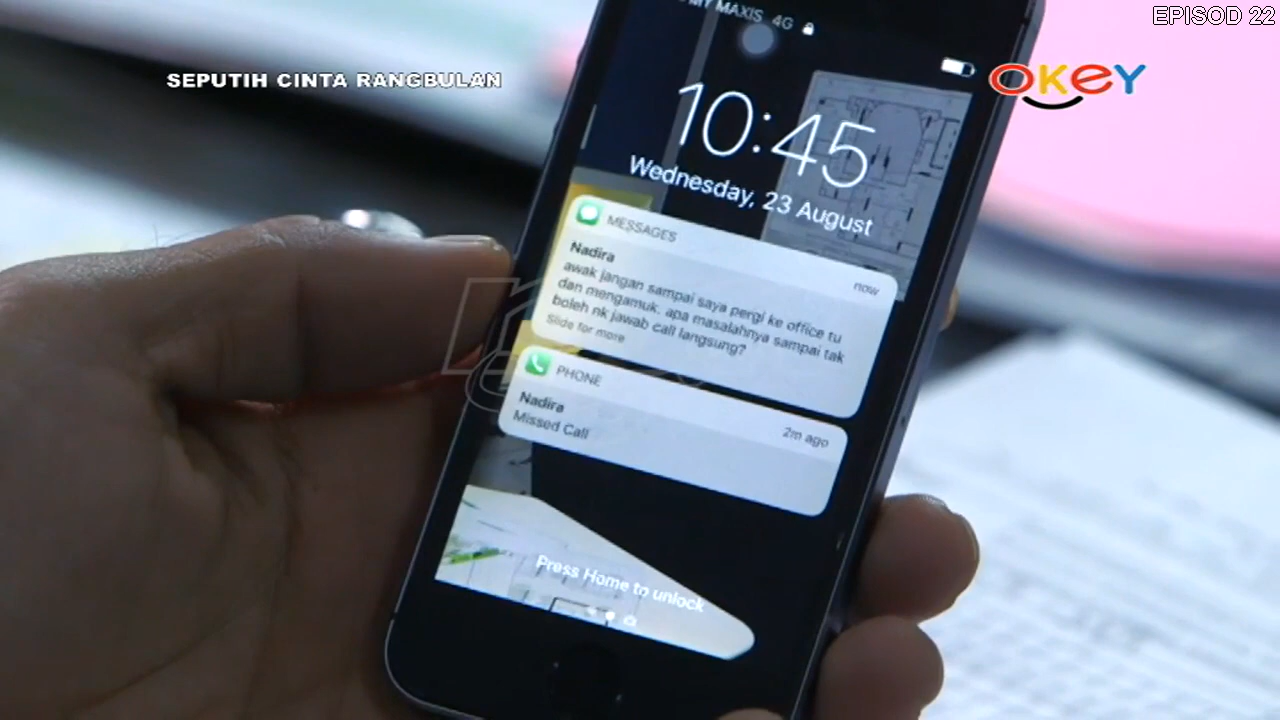 EPISOD 22
SEPUTIH CINTA RANGBULAN
OKEY
MY MAXIS 4G
10:45
Wednesday, 23 August
MESSAGES
now
Nadira
awak jangan sampai saya pergi ke office tu
dan mengamuk. apa masalahnya sampai tak
boleh nk jawab call langsung?
Slide for more
PHONE
2m ago
Nadira
Missed Call
Press Home to unlock